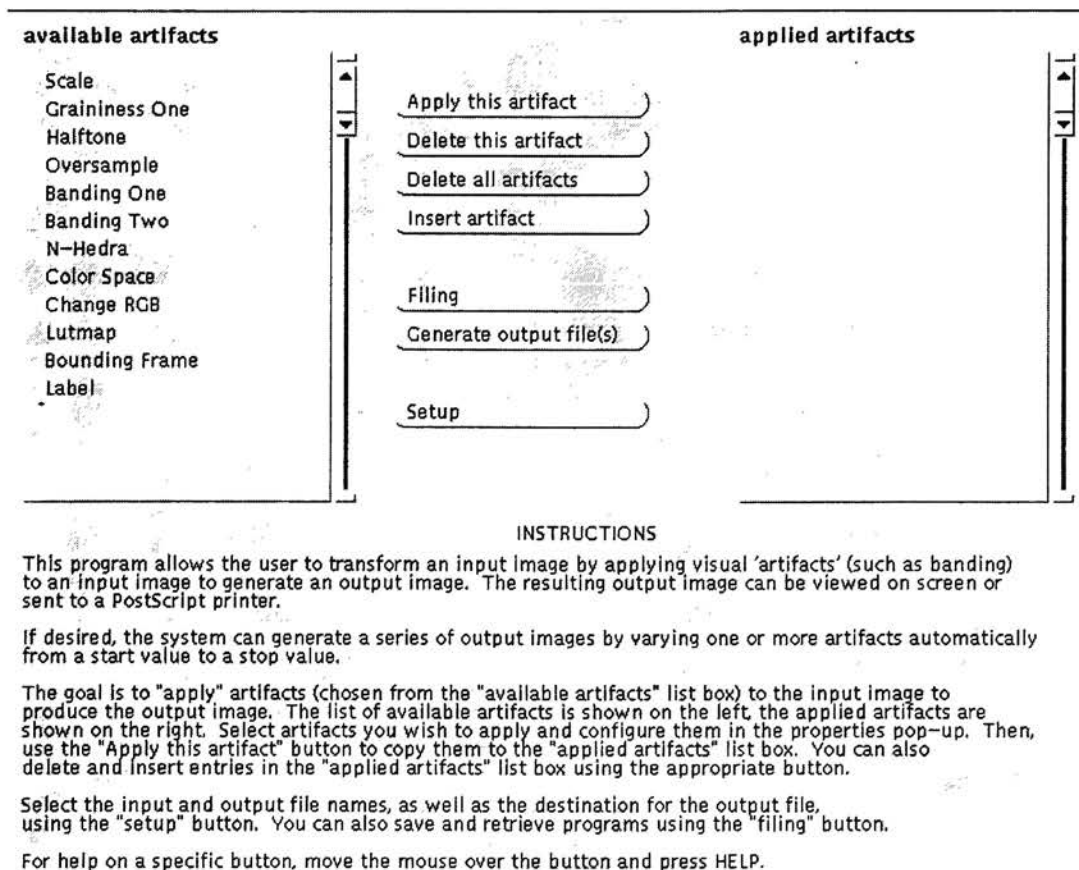 available artifacts
Scale
Graininess One
Halftone
Oversample
Banding One
Banding Two
N-Hedra
Color Space
Change RGB
Lutmap
Bounding Frame
Label
Apply this artifact
Delete this artifact
Delete all artifacts
Insert artifact
Filing
Generate output file(s)
Setup
applied artifacts
INSTRUCTIONS
This program allows the user to transform an input image by applying visual 'artifacts' (such as banding)
to an input image to generate an output image. The resulting output image can be viewed on screen or
sent to a PostScript printer.
If desired, the system can generate a series of output images by varying one or more artifacts automatically
from a start value to a stop value.
The goal is to "apply" artifacts (chosen from the "available artifacts" list box) to the input image to
produce the output image. The list of available artifacts is shown on the left, the applied artifacts are
shown on the right. Select artifacts you wish to apply and configure them in the properties pop-up. Then,
use the "Apply this artifact" button to copy them to the "applied artifacts" list box. You can also
delete and insert entries in the "applied artifacts" list box using the appropriate button.
Select the input and output file names, as well as the destination for the output file,
using the "setup" button. You can also save and retrieve programs using the "filing" button.
For help on a specific button, move the mouse over the button and press HELP.